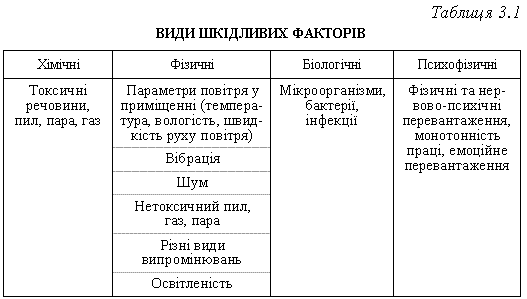 Таблиця 3.1
ВИДИ ШКІДЛИВИХ ФАКТОРІВ
Хімічні
Фізичні
Біологічні
Психофізичні
Токсичні
речовини,
пил, пара, газ
Параметри повітря у
приміщенні (темпера-
тура, вологість, швид-
кість руху повітря)
Вібрація
Шум
Нетоксичний пил,
газ, пара
Різні види
випромінювань
Освітленість
Мікроорганізми,
бактерії,
інфекції
Фізичні та нер-
вово-психічні
перевантаження,
монотонність
праці, емоційне
перевантаження